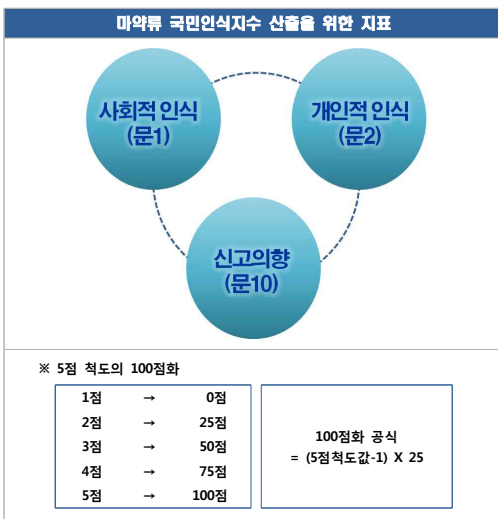 마약류 국민인식지수 산출을 위한 지표
사회적 인식
(문1)
개인적 인식
(문2)
신고의향
(문10)
※ 5점 척도의 100점화
1점 → 0점
2점 → 25점
3점 → 50점
4점 → 75점
5점 → 100점
100점화 공식
= (5점척도값-1) X 25